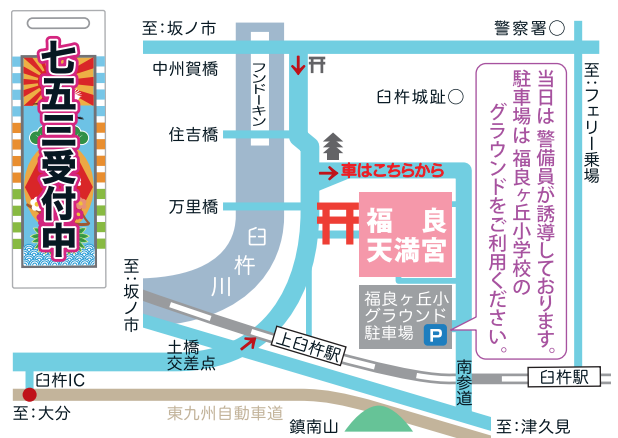 七五三受付中
至：坂ノ市
警察署○
中州賀橋
フンドーキン
臼杵城趾○
至：フェリー乗場
住吉橋
車はこちらから
万里橋
福良
天満宮
臼杵川
当日は 警備員が誘導しております。
駐車場は 福良ヶ丘小学校の
グラウンドをご利用ください。
至：坂ノ市
福良ヶ丘小
グラウンド
駐車場
P
土橋
交差点
上臼杵駅
南参道
臼杵駅
臼杵IC
至：大分
東九州自動車道
鎮南山
至：津久見